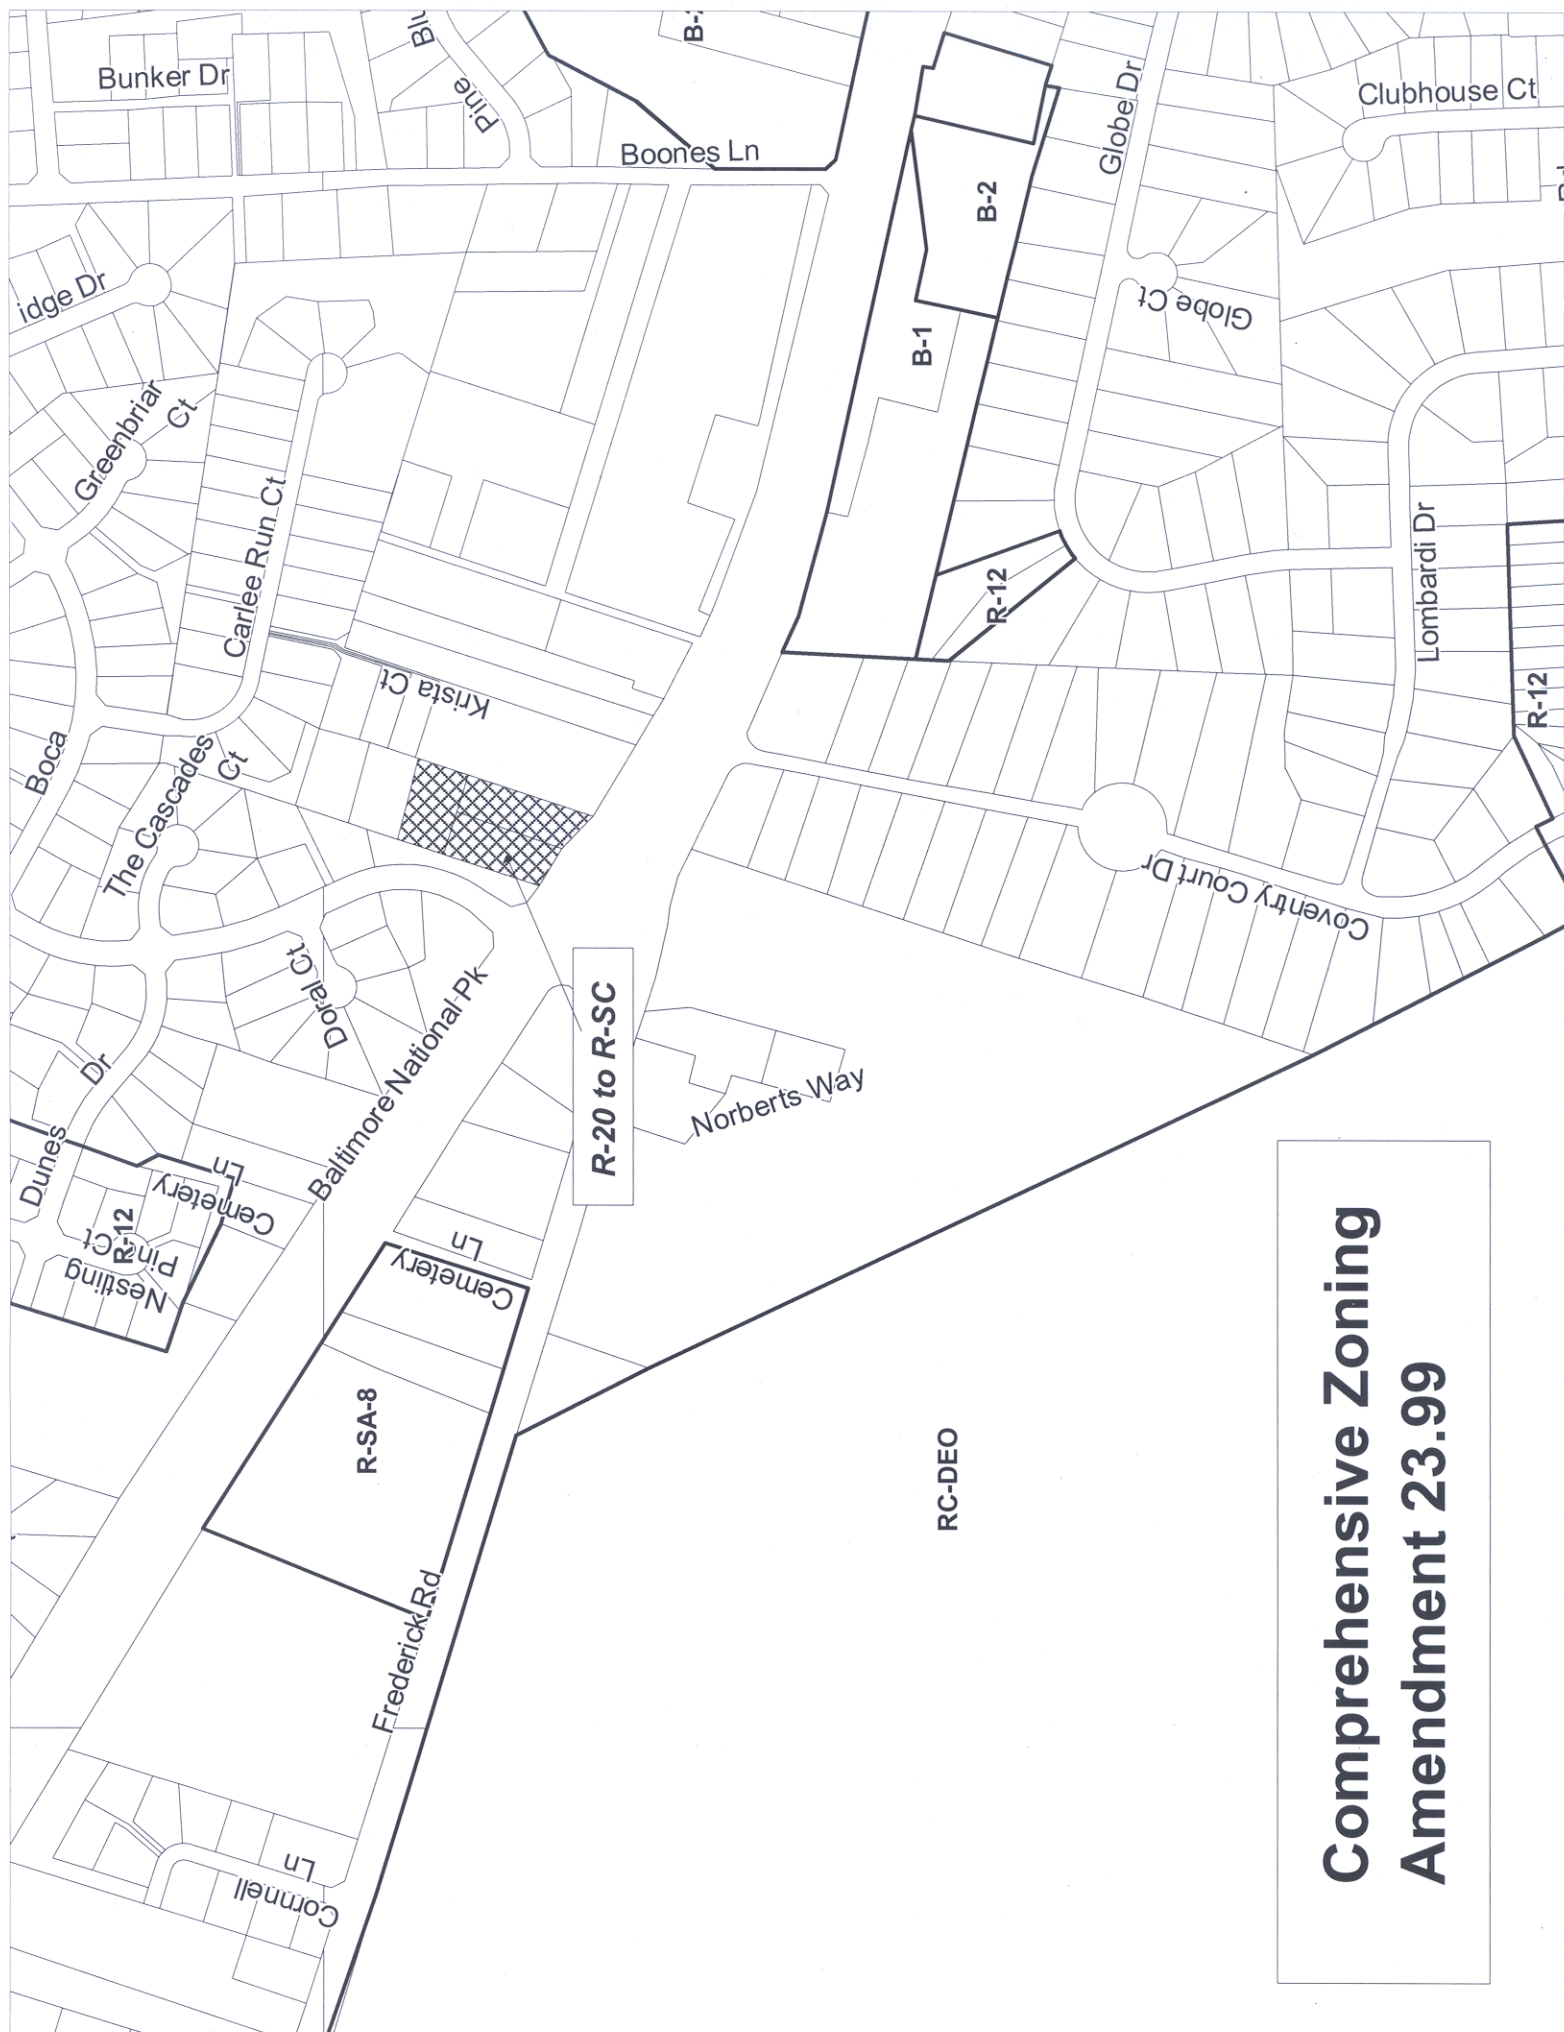 Bunker Dr
Pine
Boones Ln
Globe Dr
Clubhouse Ct
idge Dr
B-2
Globe Ct
B-1
Greenbriar
Ct
Carlee Run Ct
Lombardi Dr
R-12
Krista Ct
R-12
Boca
The Cascades
Ct
Coventry Court Dr
Doral Ct
Baltimore National Pk
R-20 to R-SC
Norberts Way
Dunes
Dr
Cemetery
Ln
R-12
Nestling
Pine Ct
Cemetery
Ln
R-SA-8
RC-DEO
Frederick Rd
Cornnell
Ln
Comprehensive Zoning
Amendment 23.99